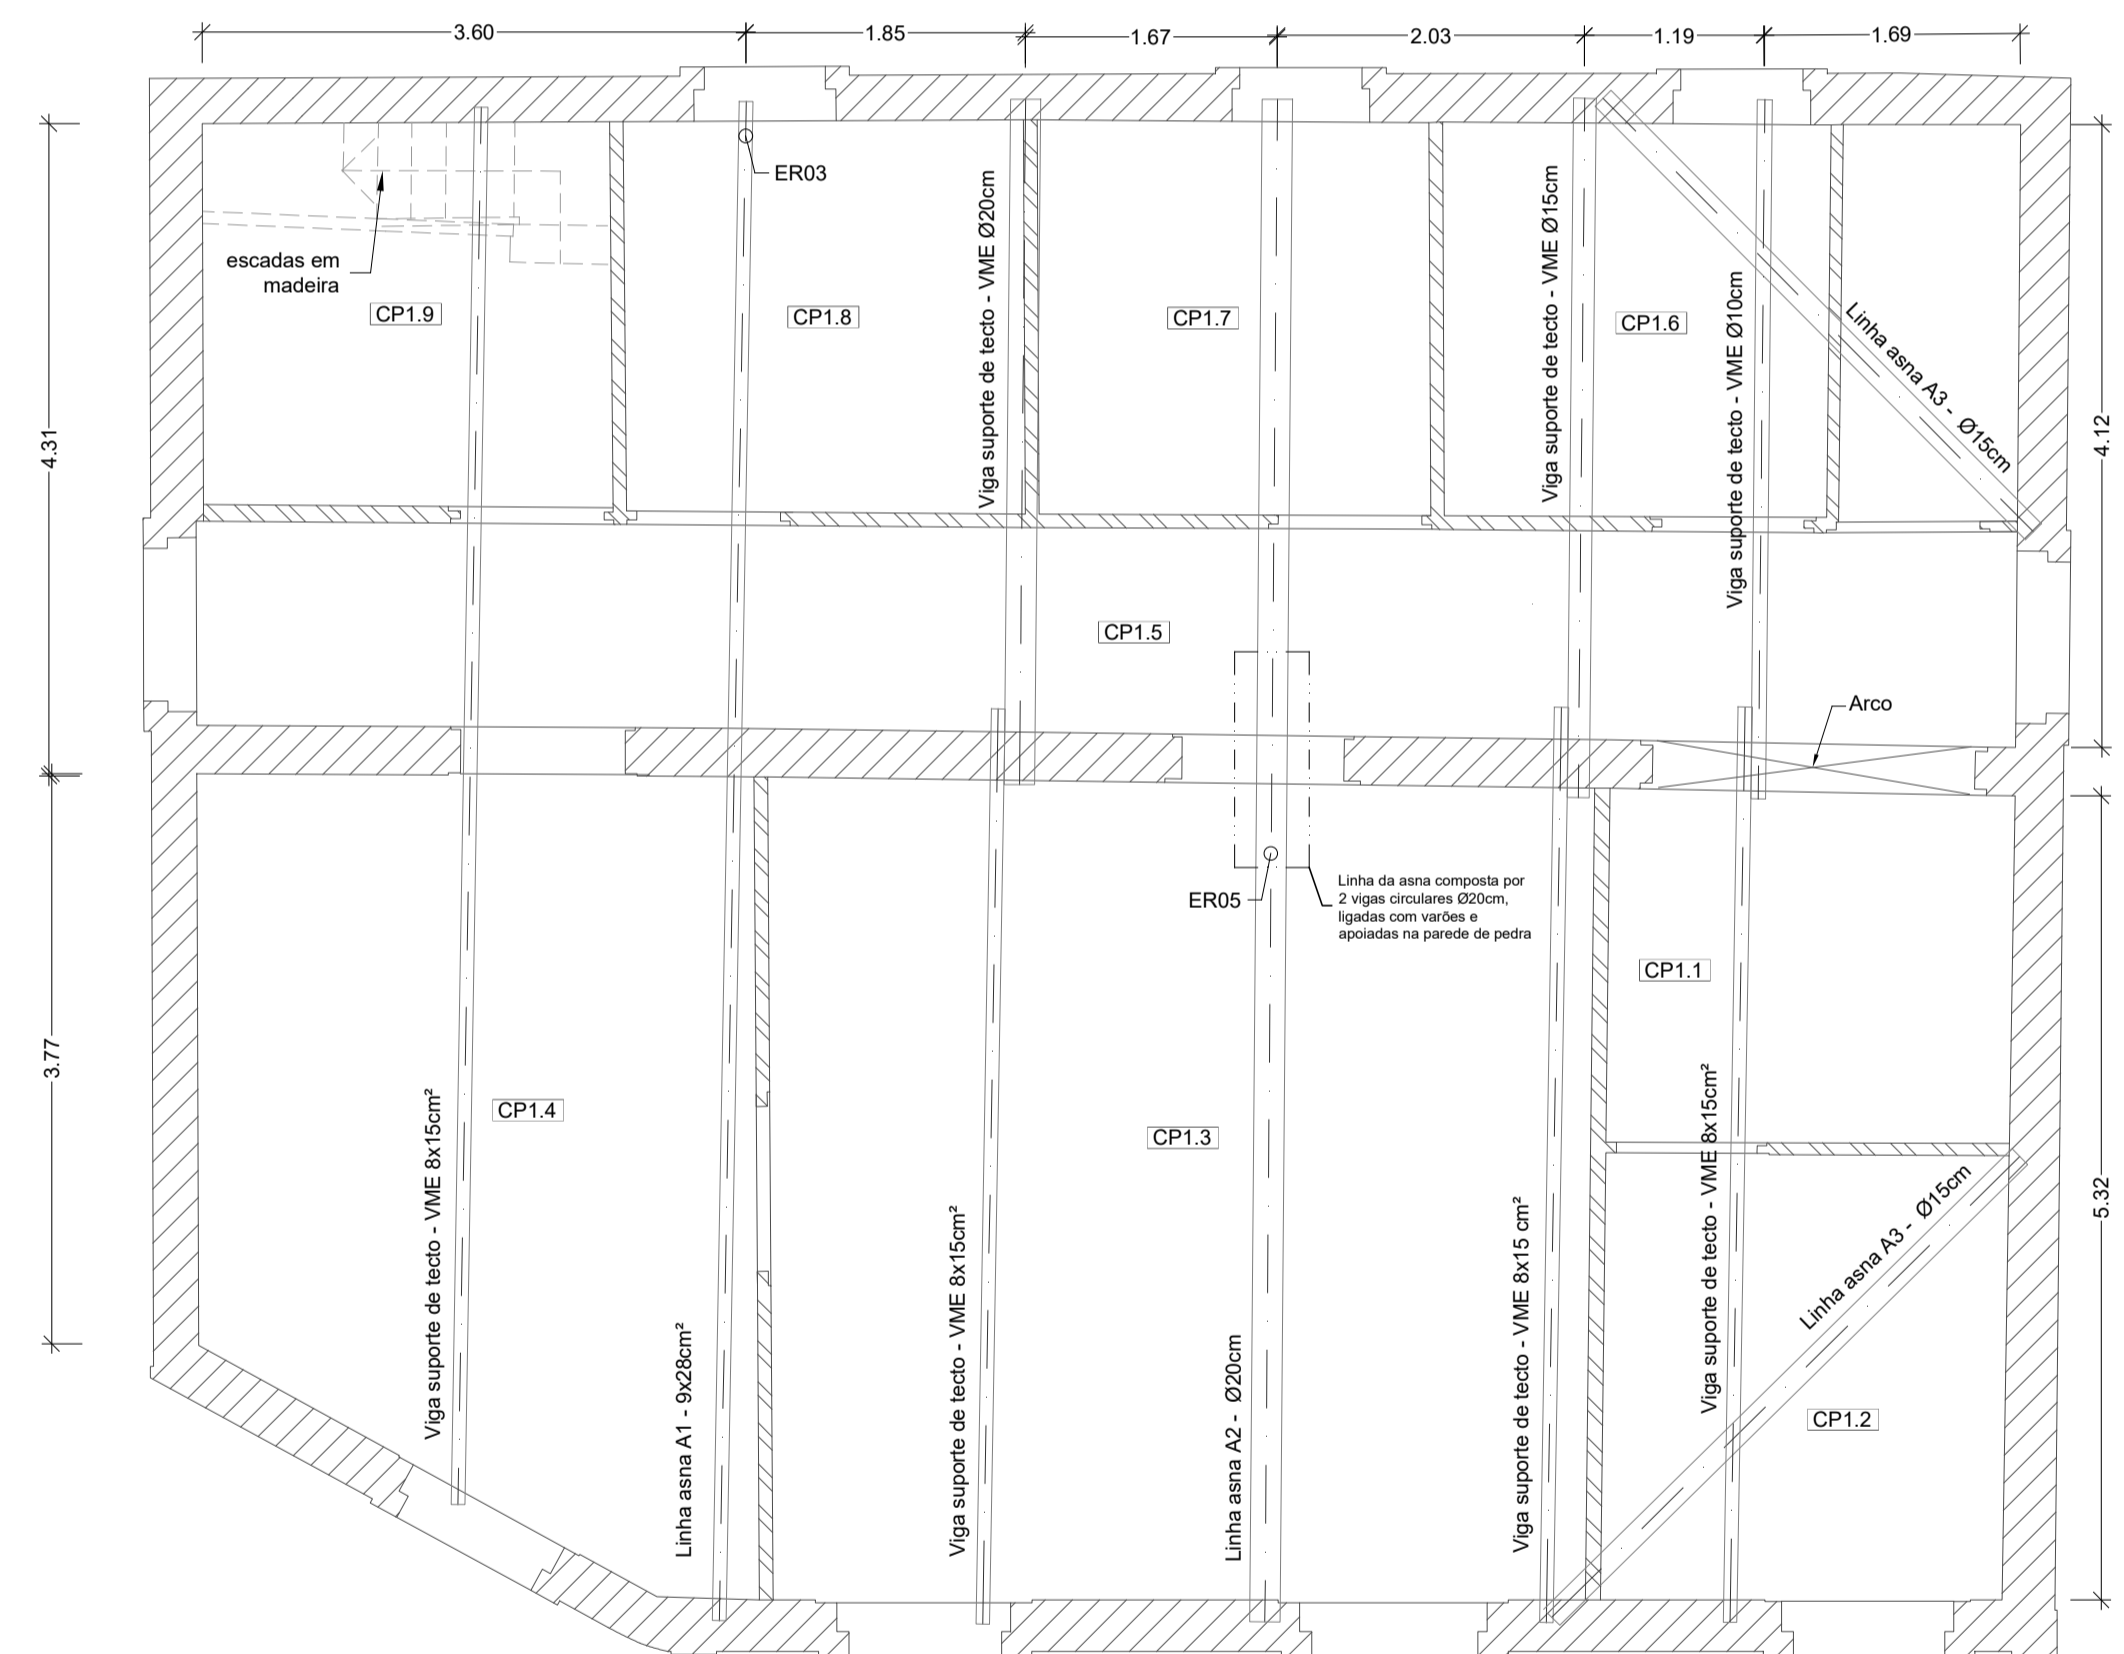 3.60
1.85
1.67
2.03
1.19
1.69
ER03
escadas em
madeira
CP1.9
CP1.8
CP1.7
CP1.6
Viga suporte de tecto - VME Ø20cm
Viga suporte de tecto - VME Ø15cm
Viga suporte de tecto - VME Ø10cm
Linha asna A3 - Ø15cm
4.31
4.12
CP1.5
Arco
ER05
Linha da asna composta por
2 vigas circulares Ø20cm,
ligadas com varões e
apoiadas na parede de pedra
CP1.1
3.77
CP1.4
CP1.3
5.32
Viga suporte de tecto - VME 8x15cm²
Linha asna A1 - 9x28cm²
Viga suporte de tecto - VME 8x15cm²
Linha asna A2 - Ø20cm
Viga suporte de tecto - VME 8x15 cm²
Viga suporte de tecto - VME 8x15cm²
Linha asna A3 - Ø15cm
CP1.2